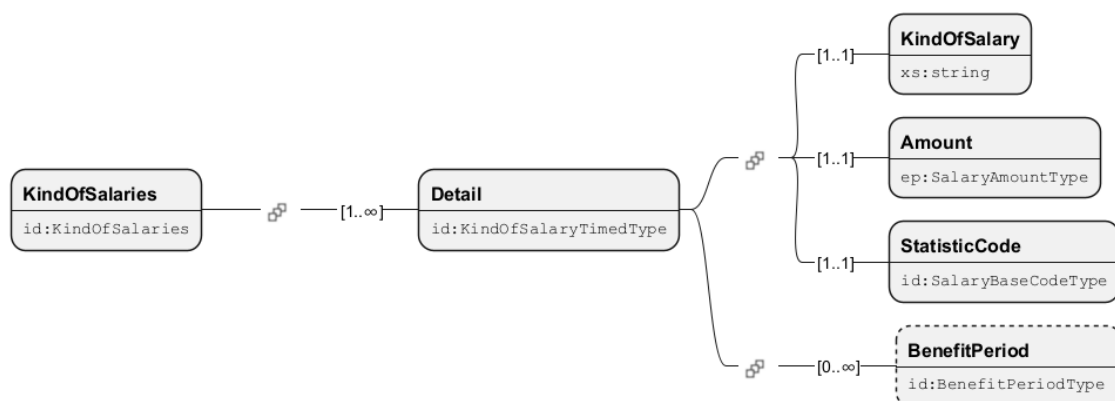 KindOfSalary
[1..1]
xs:string
Amount
[1..1]
ep:SalaryAmountType
KindOfSalaries
id:KindOfSalaries
[1..∞]
Detail
id:KindOfSalaryTimedType
StatisticCode
[1..1]
id:SalaryBaseCodeType
BenefitPeriod
[0..∞]
id:BenefitPeriodType